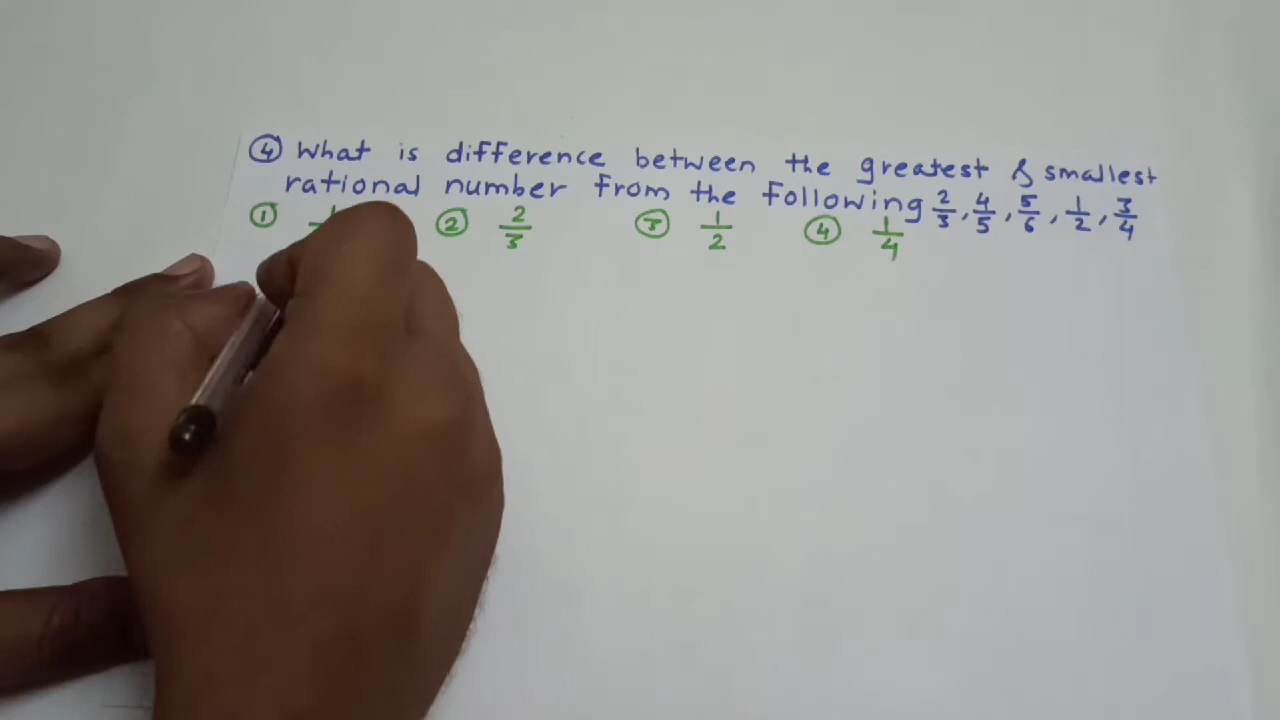 ④ What is difference between the greatest & smallest
rational number from the following 2/3, 4/5, 5/6, 1/2, 3/4
① ② 2/3 ③ 1/2 ④ 1/4